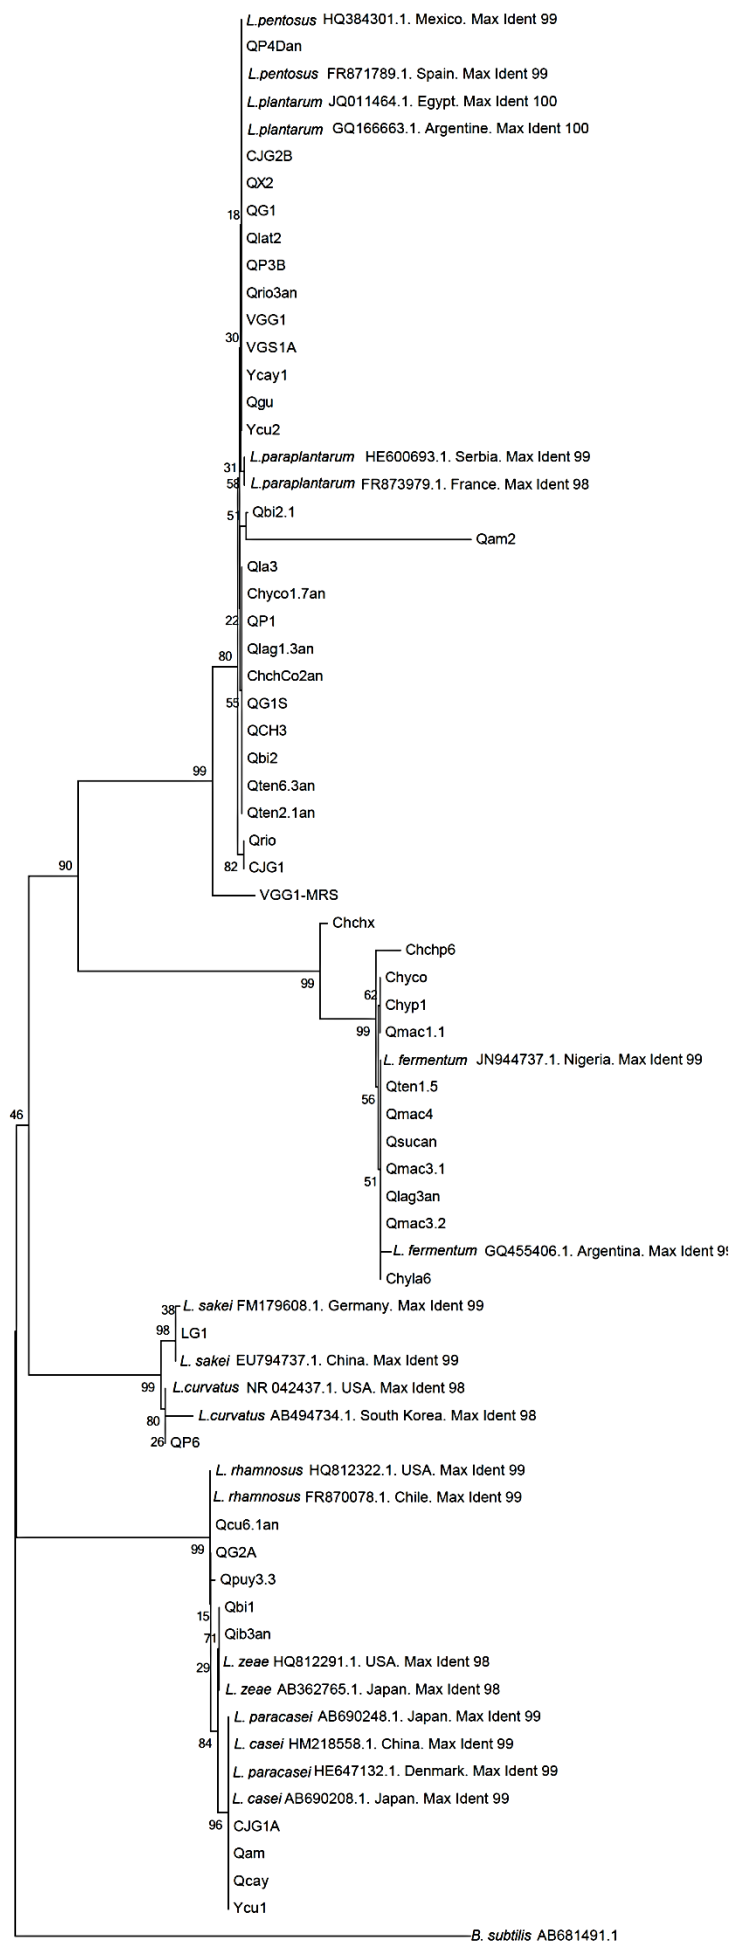 L.pentosus HQ384301.1. Mexico. Max Ident 99
QP4Dan
L.pentosus FR871789.1. Spain. Max Ident 99
L.plantarum JQ011464.1. Egypt. Max Ident 100
L.plantarum GQ166663.1. Argentine. Max Ident 100
CJG2B
QX2
QG1
18
Qlat2
QP3B
Qrio3an
VGG1
30
VGS1A
Ycay1
Qgu
Ycu2
L.paraplantarum HE600693.1. Serbia. Max Ident 99
31
L.paraplantarum FR873979.1. France. Max Ident 98
58
Qbi2.1
51
Qam2
Qla3
Chyco1.7an
QP1
22
Qlag1.3an
80
ChchCo2an
QG1S
55
QCH3
Qbi2
99
Qten6.3an
Qten2.1an
Qrio
CJG1
82
90
VGG1-MRS
Chchx
Chchp6
Chyco
99
62
Chyp1
Qmac1.1
99
L. fermentum JN944737.1. Nigeria. Max Ident 99
Qten1.5
56
Qmac4
46
Qsucan
Qmac3.1
51
Qlag3an
Qmac3.2
L. fermentum GQ455406.1. Argentina. Max Ident 99
Chyla6
L. sakei FM179608.1. Germany. Max Ident 99
38
LG1
98
L. sakei EU794737.1. China. Max Ident 99
L.curvatus NR 042437.1. USA. Max Ident 98
99
L.curvatus AB494734.1. South Korea. Max Ident 98
80
26 QP6
L. rhamnosus HQ812322.1. USA. Max Ident 99
L. rhamnosus FR870078.1. Chile. Max Ident 99
Qcu6.1an
QG2A
99
Qpuy3.3
Qbi1
15
Qib3an
71
L. zeae HQ812291.1. USA. Max Ident 98
29
L. zeae AB362765.1. Japan. Max Ident 98
L. paracasei AB690248.1. Japan. Max Ident 99
L. casei HM218558.1. China. Max Ident 99
84
L. paracasei HE647132.1. Denmark. Max Ident 99
L. casei AB690208.1. Japan. Max Ident 99
CJG1A
96
Qam
Qcay
Ycu1
B. subtilis AB681491.1